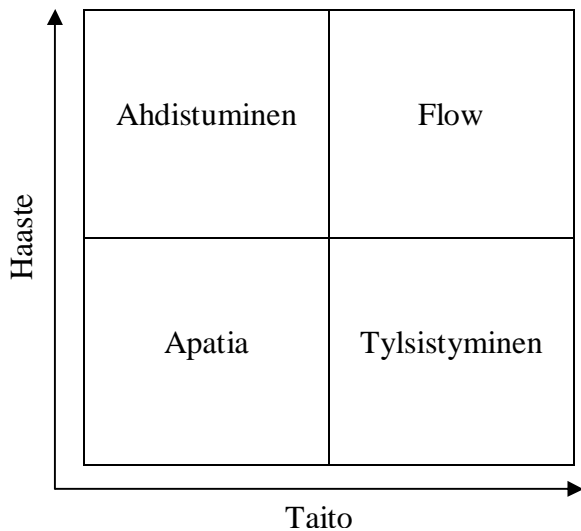 Ahdistuminen
Flow
Haaste
Apatia
Tylsistyminen
Taito